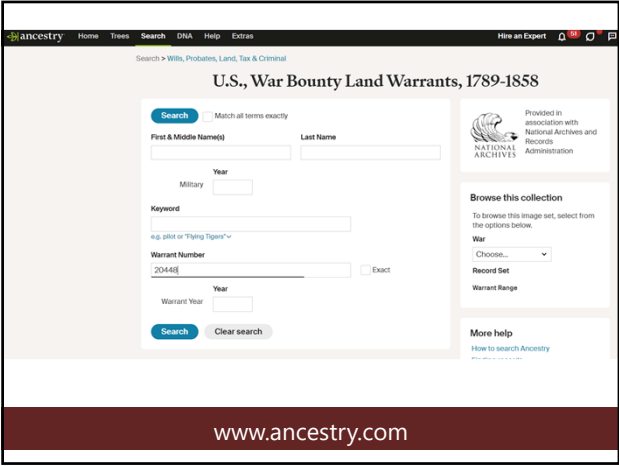 ancestry Home Trees Search DNA Help Extras Hire an Expert 51
Search > Wills, Probates, Land, Tax & Criminal
U.S., War Bounty Land Warrants, 1789-1858
Search Match all terms exactly
First & Middle Name(s) Last Name
Year
Military
Keyword
e.g. pilot or "Flying Tigers"
Warrant Number
20448 Exact
Year
Warrant Year
Search Clear search
NATIONAL
ARCHIVES
Provided in
association with
National Archives and
Records
Administration
Browse this collection
To browse this image set, select from
the options below.
War
Choose...
Record Set
Warrant Range
More help
How to search Ancestry
www.ancestry.com